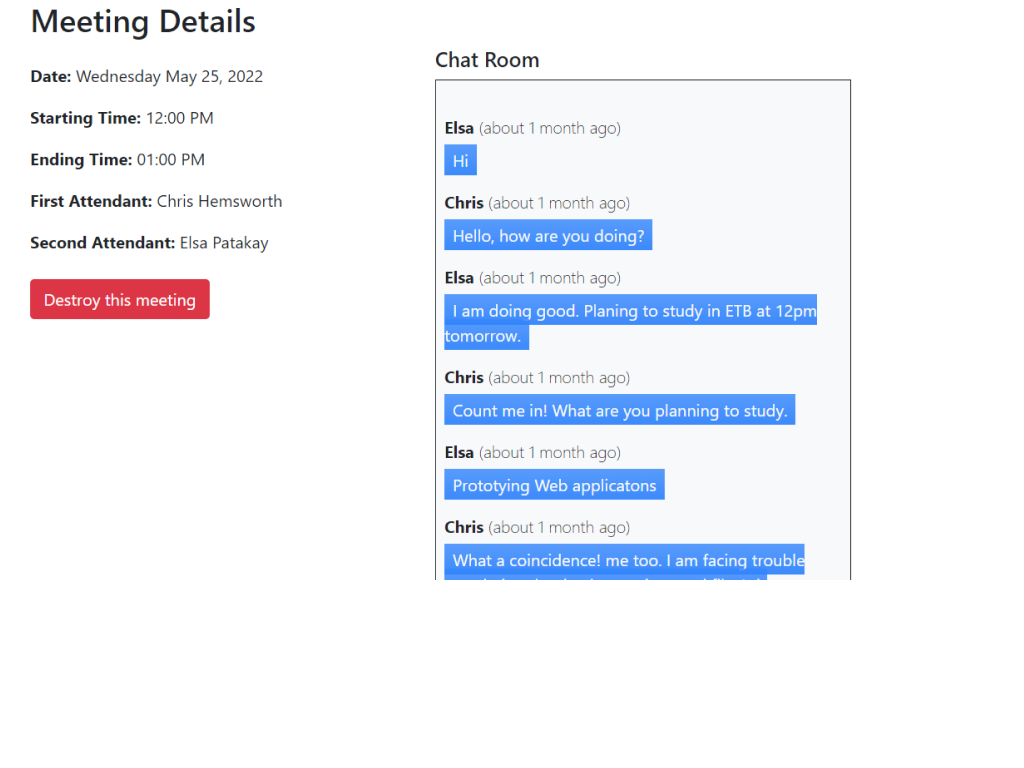 Meeting Details
Date: Wednesday May 25, 2022
Starting Time: 12:00 PM
Ending Time: 01:00 PM
First Attendant: Chris Hemsworth
Second Attendant: Elsa Patakay
Destroy this meeting
Chat Room
Elsa (about 1 month ago)
Hi
Chris (about 1 month ago)
Hello, how are you doing?
Elsa (about 1 month ago)
I am doing good. Planing to study in ETB at 12pm
tomorrow.
Chris (about 1 month ago)
Count me in! What are you planning to study.
Elsa (about 1 month ago)
Prototying Web applicatons
Chris (about 1 month ago)
What a coincidence! me too. I am facing trouble